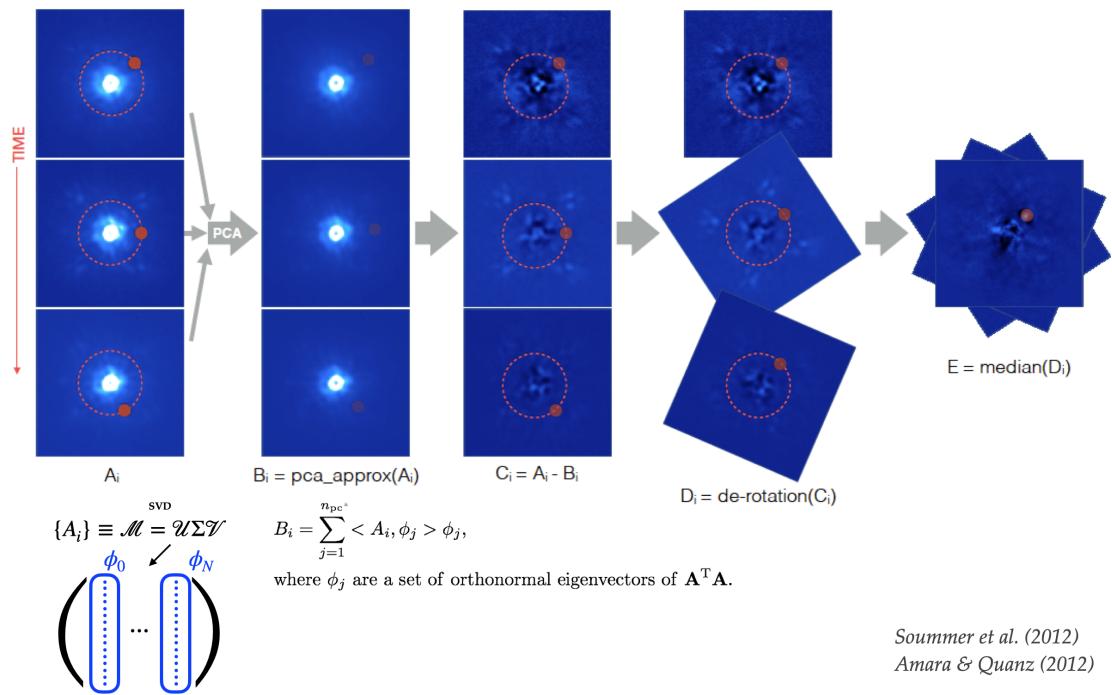 TIME
PCA
Aᵢ
Bᵢ = pca_approx(Aᵢ)
Cᵢ = Aᵢ - Bᵢ
Dᵢ = de-rotation(Cᵢ)
E = median(Dᵢ)
SVD
{Aᵢ} ≡ ℳ = 𝒰Σ𝒱
ϕ₀ ϕ_N
...
n_pc's
Bᵢ = ∑ < Aᵢ, ϕⱼ > ϕⱼ,
j=1
where ϕⱼ are a set of orthonormal eigenvectors of AᵀA.
Soummer et al. (2012)
Amara & Quanz (2012)